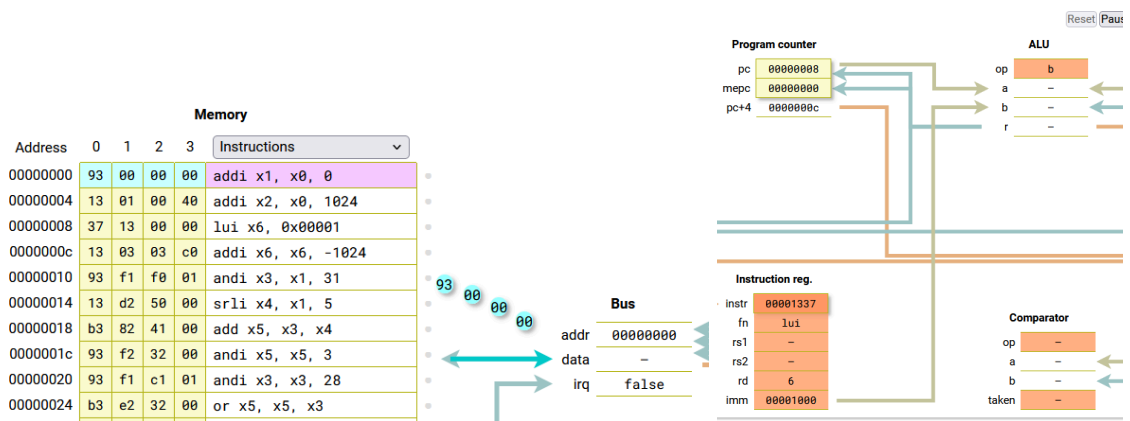 Reset Paus
Program counter
pc 00000008
mepc 00000000
pc+4 0000000c
ALU
op b
a –
b –
r –
Memory
Address 0 1 2 3 Instructions
00000000 93 00 00 00 addi x1, x0, 0
00000004 13 01 00 40 addi x2, x0, 1024
00000008 37 13 00 00 lui x6, 0x00001
0000000c 13 03 03 c0 addi x6, x6, -1024
00000010 93 f1 f0 01 andi x3, x1, 31
00000014 13 d2 50 00 srli x4, x1, 5
00000018 b3 82 41 00 add x5, x3, x4
0000001c 93 f2 32 00 andi x5, x5, 3
00000020 93 f1 c1 01 andi x3, x3, 28
00000024 b3 e2 32 00 or x5, x5, x3
93 00 00 00
Bus
addr 00000000
data –
irq false
Instruction reg.
instr 00001337
fn lui
rs1 –
rs2 –
rd 6
imm 00001000
Comparator
op –
a –
b –
taken –